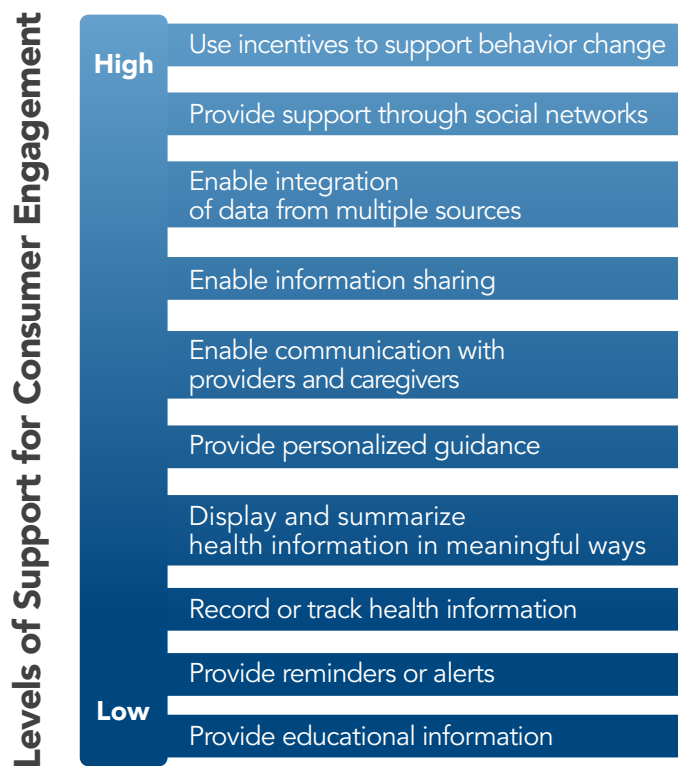 Levels of Support for Consumer Engagement
High
Use incentives to support behavior change
Provide support through social networks
Enable integration
of data from multiple sources
Enable information sharing
Enable communication with
providers and caregivers
Provide personalized guidance
Display and summarize
health information in meaningful ways
Record or track health information
Provide reminders or alerts
Low
Provide educational information